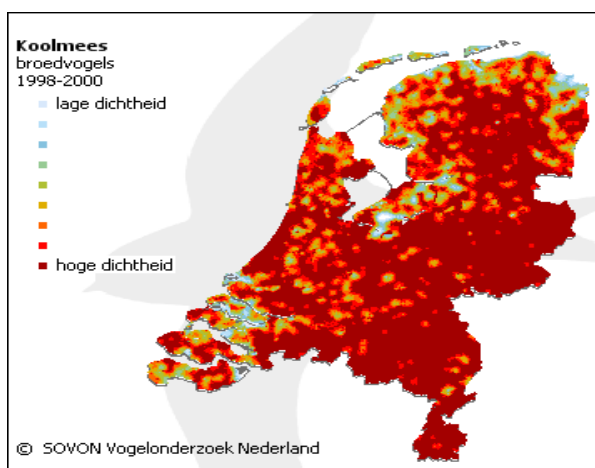 Koolmees
broedvogels
1998-2000
lage dichtheid
hoge dichtheid
© SOVON Vogelonderzoek Nederland